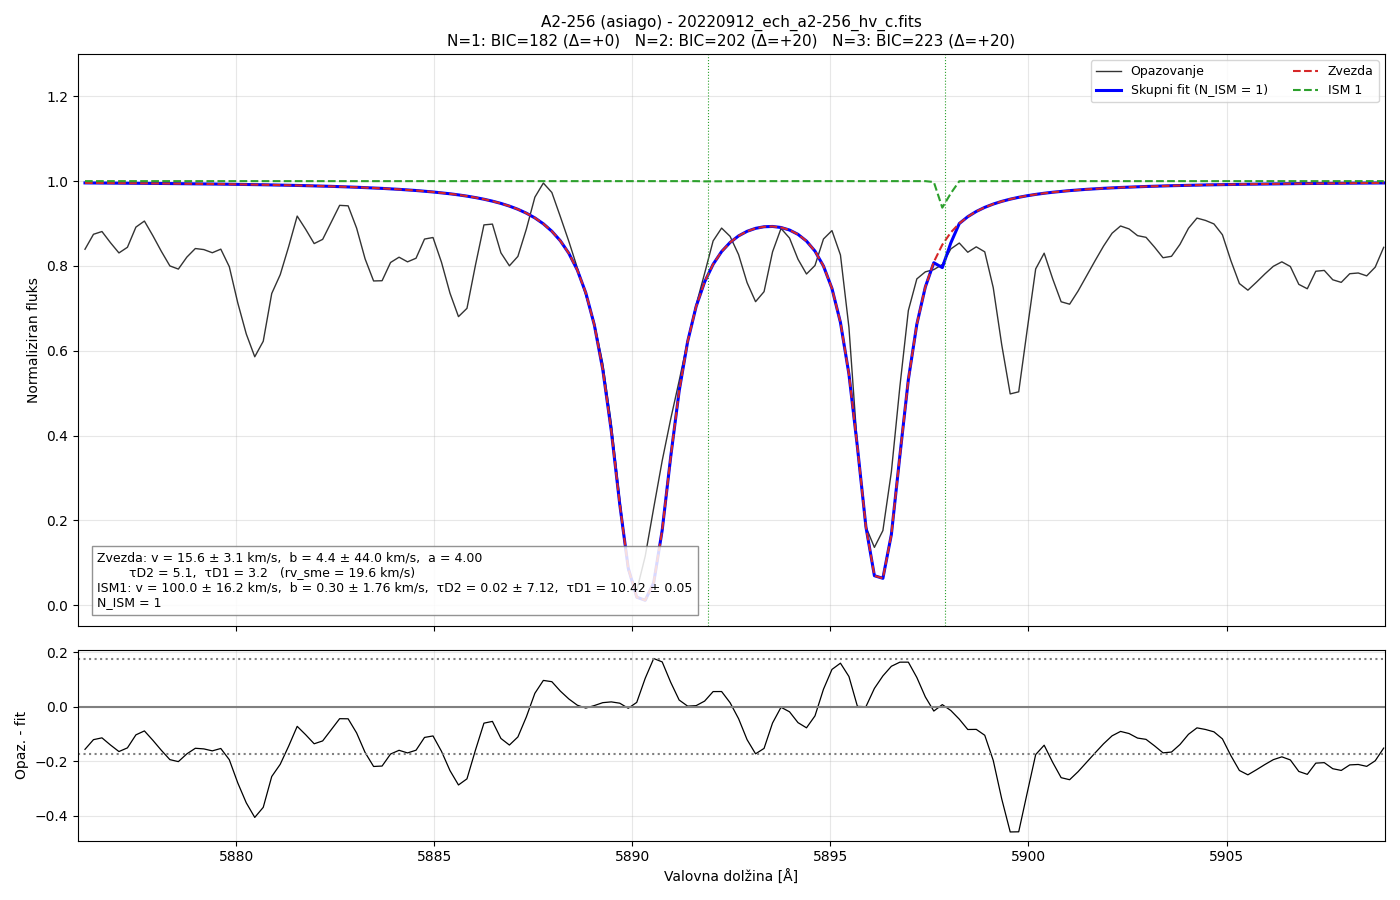 A2-256 (asiago) - 20220912_ech_a2-256_hv_c.fits
N=1: BIC=182 (Δ=+0)   N=2: BIC=202 (Δ=+20)   N=3: BIC=223 (Δ=+20)
Opazovanje
Skupni fit (N_ISM = 1)
Zvezda
ISM 1
Normaliziran fluks
1.2
1.0
0.8
0.6
0.4
0.2
0.0
Zvezda: v = 15.6 ± 3.1 km/s,  b = 4.4 ± 44.0 km/s,  a = 4.00
τD2 = 5.1,  τD1 = 3.2   (rv_sme = 19.6 km/s)
ISM1: v = 100.0 ± 16.2 km/s,  b = 0.30 ± 1.76 km/s,  τD2 = 0.02 ± 7.12,  τD1 = 10.42 ± 0.05
N_ISM = 1
Opaz. - fit
0.2
0.0
−0.2
−0.4
5880
5885
5890
5895
5900
5905
Valovna dolžina [Å]